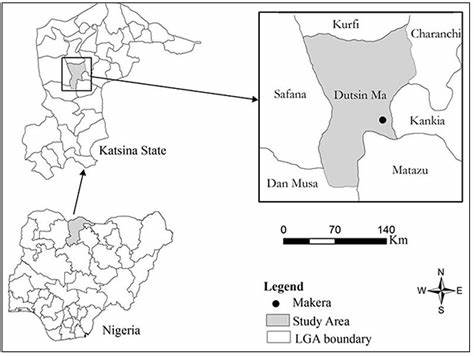 Kurfi
Charanchi
Safana
Dutsin Ma
Kankia
Matazu
Dan Musa
Katsina State
0 70 140
Km
Legend
Makera
Study Area
LGA boundary
N
W E
S
Nigeria